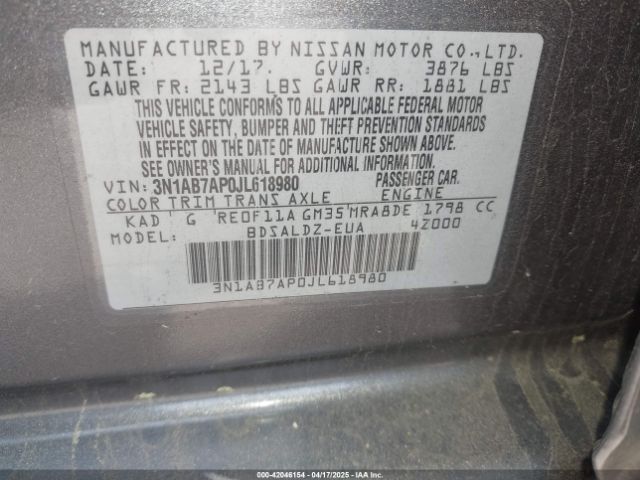 MANUFACTURED BY NISSAN MOTOR CO., LTD.
DATE: 12/17. GVWR: 3876 LBS
GAWR FR: 2143 LBS GAWR RR: 1881 LBS
THIS VEHICLE CONFORMS TO ALL APPLICABLE FEDERAL MOTOR
VEHICLE SAFETY, BUMPER AND THEFT PREVENTION STANDARDS
IN EFFECT ON THE DATE OF MANUFACTURE SHOWN ABOVE.
SEE OWNER'S MANUAL FOR ADDITIONAL INFORMATION.
VIN: 3N1AB7AP0JL618980 PASSENGER CAR.
COLOR TRIM TRANS AXLE ENGINE
KAD G RE0F11A GM35 MRA8DE 1798 CC
MODEL: BDSALDZ-EUA 4Z000
3N1AB7AP0JL618980
000-42046154 - 04/17/2025 - IAAI.COM